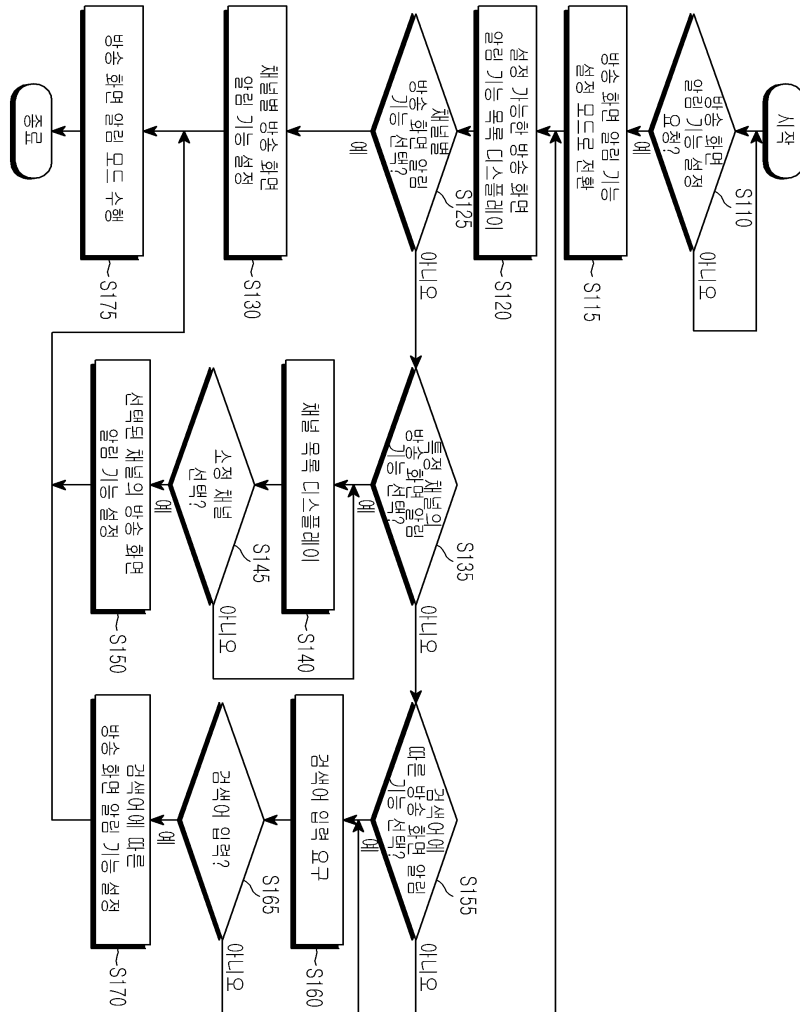 시작
방송 화면
알림 기능 설정
요청?
S110
아니오
예
방송 화면 알림 기능
설정 모드로 전환
S115
설정 가능한 방송 화면
알림 기능 목록 디스플레이
S120
채널별
방송 화면 알림
기능 선택?
S125
아니오
예
채널별 방송 화면
알림 기능 설정
S130
특정 채널의
방송 화면 알림
기능 선택?
S135
아니오
예
채널 목록 디스플레이
S140
소정 채널
선택?
S145
아니오
예
선택된 채널의 방송 화면
알림 기능 설정
S150
검색어에
따른 방송 화면 알림
기능 선택?
S155
아니오
예
검색어 입력 요구
S160
검색어 입력?
S165
아니오
예
검색어에 따른
방송 화면 알림 기능 설정
S170
방송 화면 알림 모드 수행
S175
종료